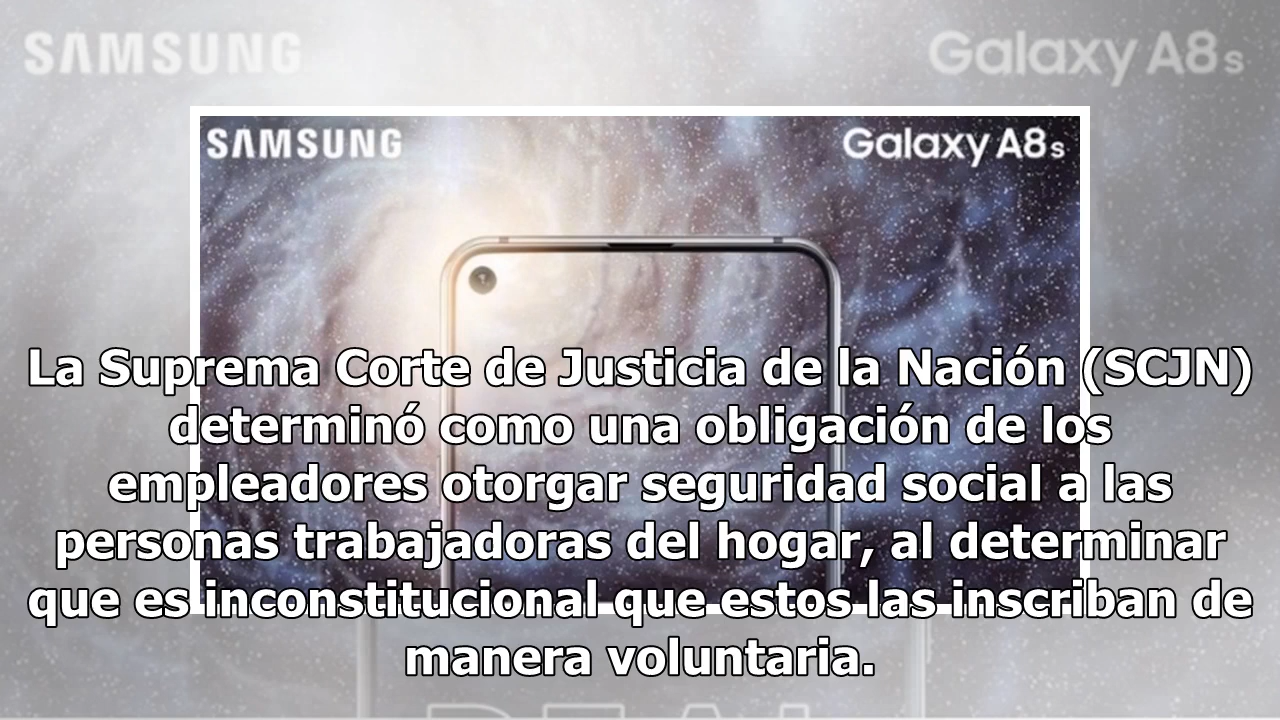 SAMSUNG
Galaxy A8s
SAMSUNG
Galaxy A8s
La Suprema Corte de Justicia de la Nación (SCJN)
determinó como una obligación de los
empleadores otorgar seguridad social a las
personas trabajadoras del hogar, al determinar
que es inconstitucional que estos las inscriban de
manera voluntaria.